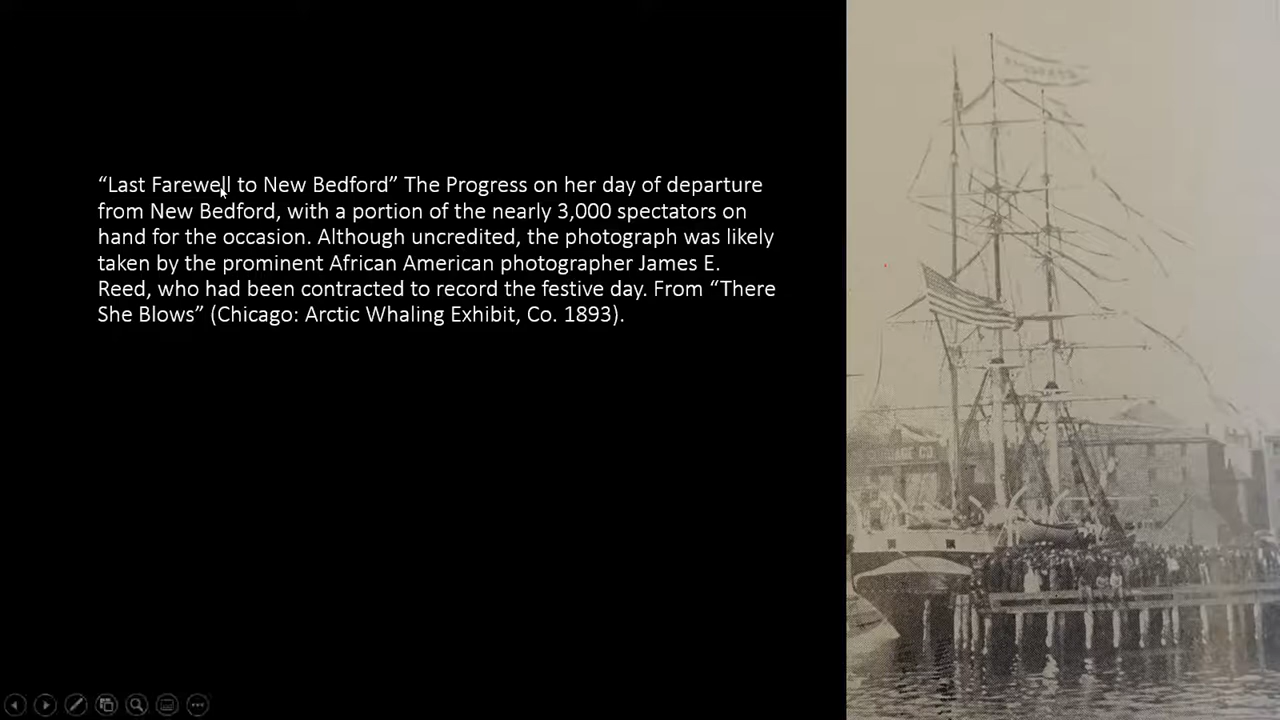 “Last Farewell to New Bedford” The Progress on her day of departure
from New Bedford, with a portion of the nearly 3,000 spectators on
hand for the occasion. Although uncredited, the photograph was likely
taken by the prominent African American photographer James E.
Reed, who had been contracted to record the festive day. From “There
She Blows” (Chicago: Arctic Whaling Exhibit, Co. 1893).